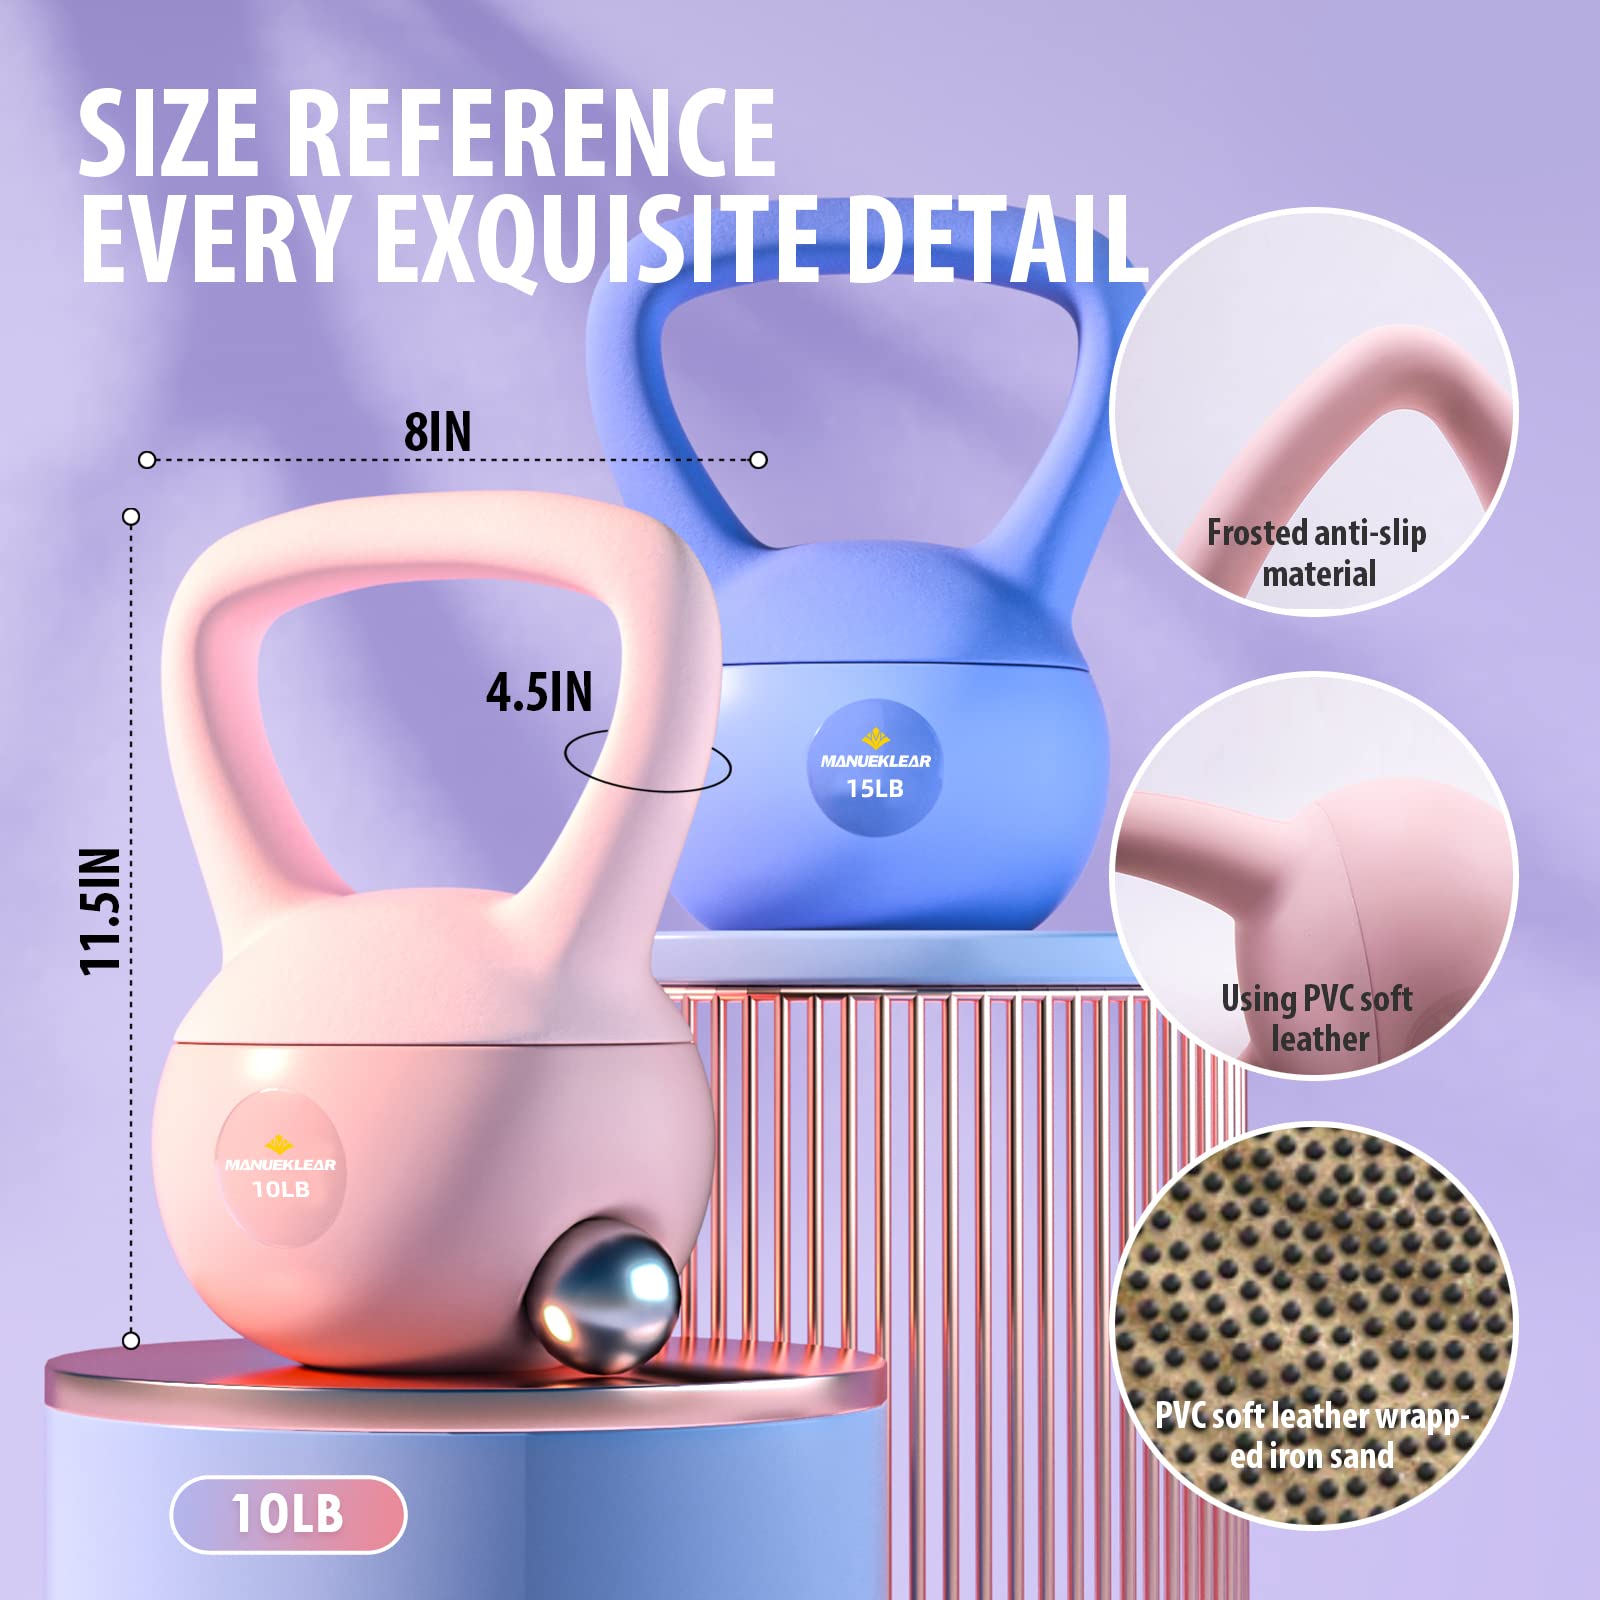 SIZE REFERENCE
EVERY EXQUISITE DETAIL
8IN
4.5IN
11.5IN
MANUEKLEAR
15LB
MANUEKLEAR
10LB
Frosted anti-slip
material
Using PVC soft
leather
PVC soft leather wrapp-
ed iron sand
10LB